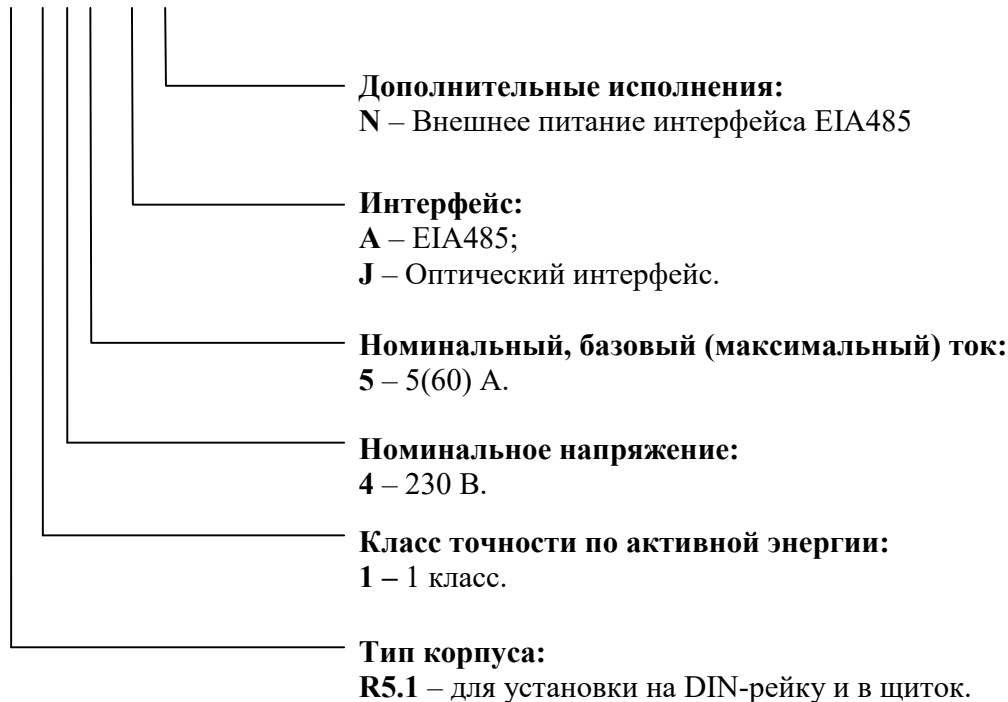 Дополнительные исполнения:
N – Внешнее питание интерфейса EIA485
Интерфейс:
A – EIA485;
J – Оптический интерфейс.
Номинальный, базовый (максимальный) ток:
5 – 5(60) А.
Номинальное напряжение:
4 – 230 В.
Класс точности по активной энергии:
1 – 1 класс.
Тип корпуса:
R5.1 – для установки на DIN-рейку и в щиток.